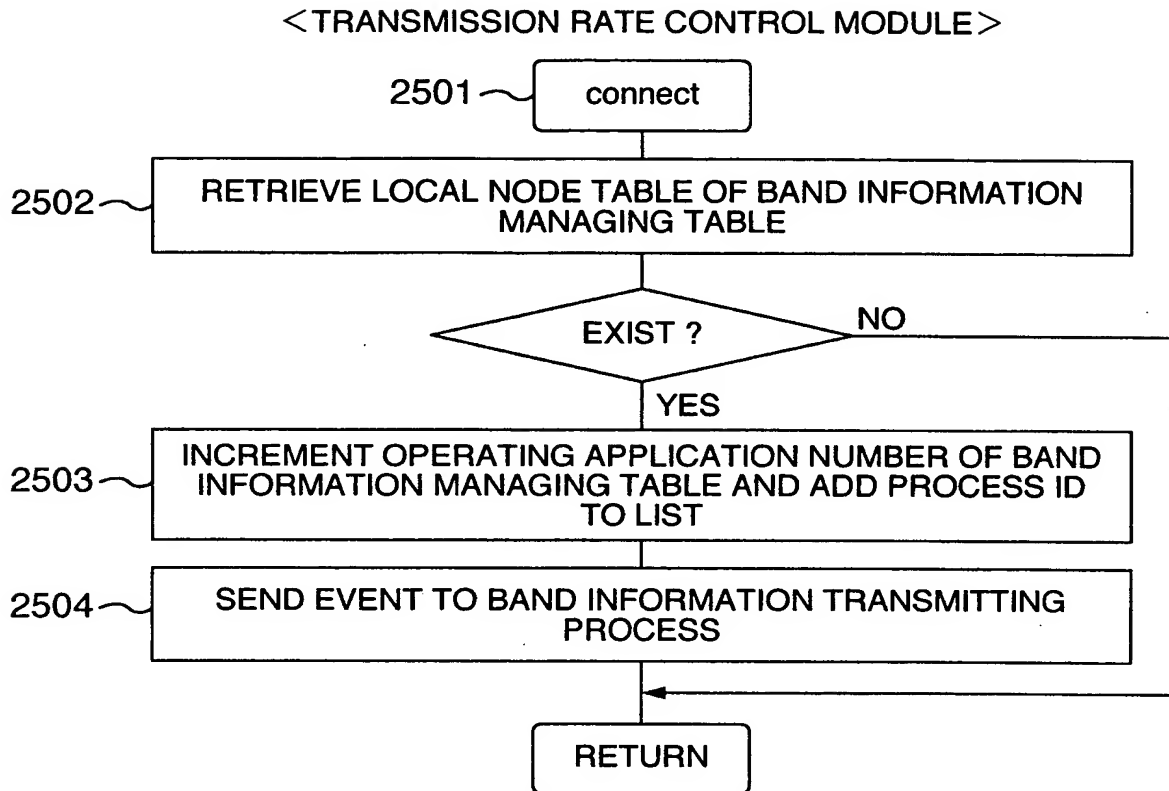 <TRANSMISSION RATE CONTROL MODULE>
2501
connect
2502
RETRIEVE LOCAL NODE TABLE OF BAND INFORMATION
MANAGING TABLE
EXIST ?
NO
YES
2503
INCREMENT OPERATING APPLICATION NUMBER OF BAND
INFORMATION MANAGING TABLE AND ADD PROCESS ID
TO LIST
2504
SEND EVENT TO BAND INFORMATION TRANSMITTING
PROCESS
RETURN